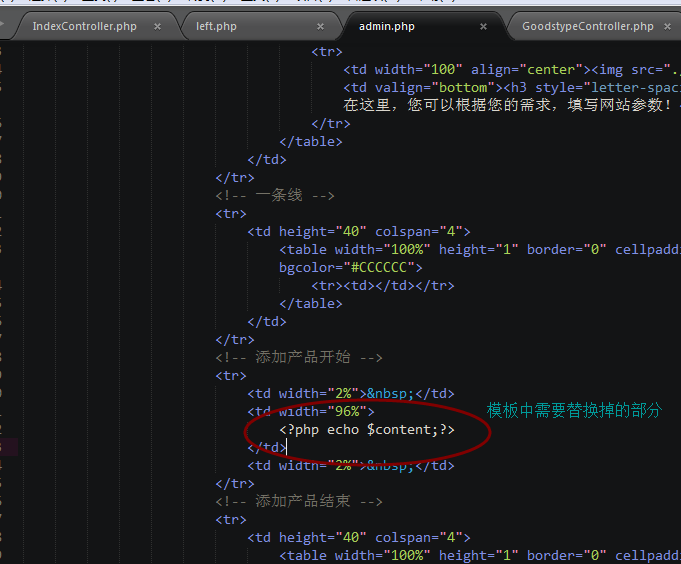 IndexController.php × left.php × admin.php × GoodstypeController.php ×
<tr>
<td width="100" align="center"><img src="./
<td valign="bottom"><h3 style="letter-spac
在这里，您可以根据您的需求，填写网站参数！
</tr>
</table>
</td>
</tr>
<!-- 一条线 -->
<tr>
<td height="40" colspan="4">
<table width="100%" height="1" border="0" cellpaddi
bgcolor="#CCCCCC">
<tr><td></td></tr>
</table>
</td>
</tr>
<!-- 添加产品开始 -->
<tr>
<td width="2%">&nbsp;</td>
<td width="96%">
模板中需要替换掉的部分
<?php echo $content;?>
</td>
<td width="2%">&nbsp;</td>
</tr>
<!-- 添加产品结束 -->
<tr>
<td height="40" colspan="4">
<table width="100%" height="1" border="0" cellpaddi